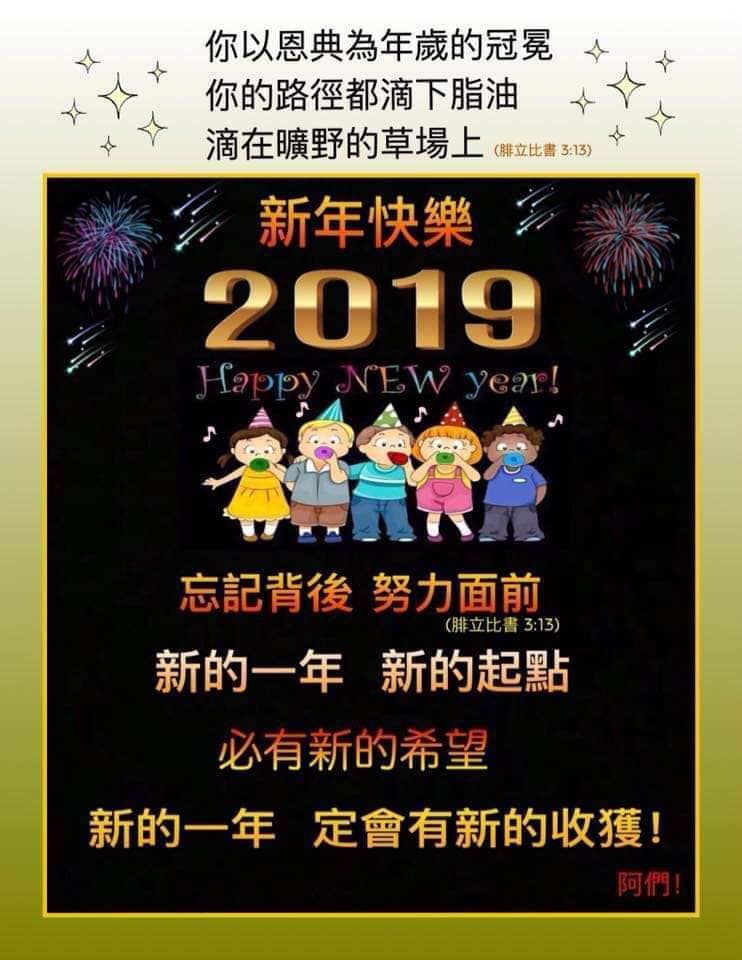 你以恩典為年歲的冠冕
你的路徑都滴下脂油
滴在曠野的草場上 (腓立比書 3:13)
新年快樂
2019
Happy NEW year!
忘記背後 努力面前
(腓立比書 3:13)
新的一年 新的起點
必有新的希望
新的一年 定會有新的收獲!
阿們!